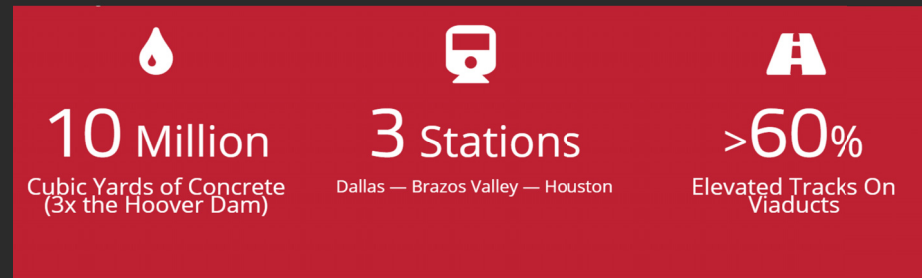 10 Million
Cubic Yards of Concrete
(3x the Hoover Dam)
3 Stations
Dallas — Brazos Valley — Houston
>60%
Elevated Tracks On
Viaducts